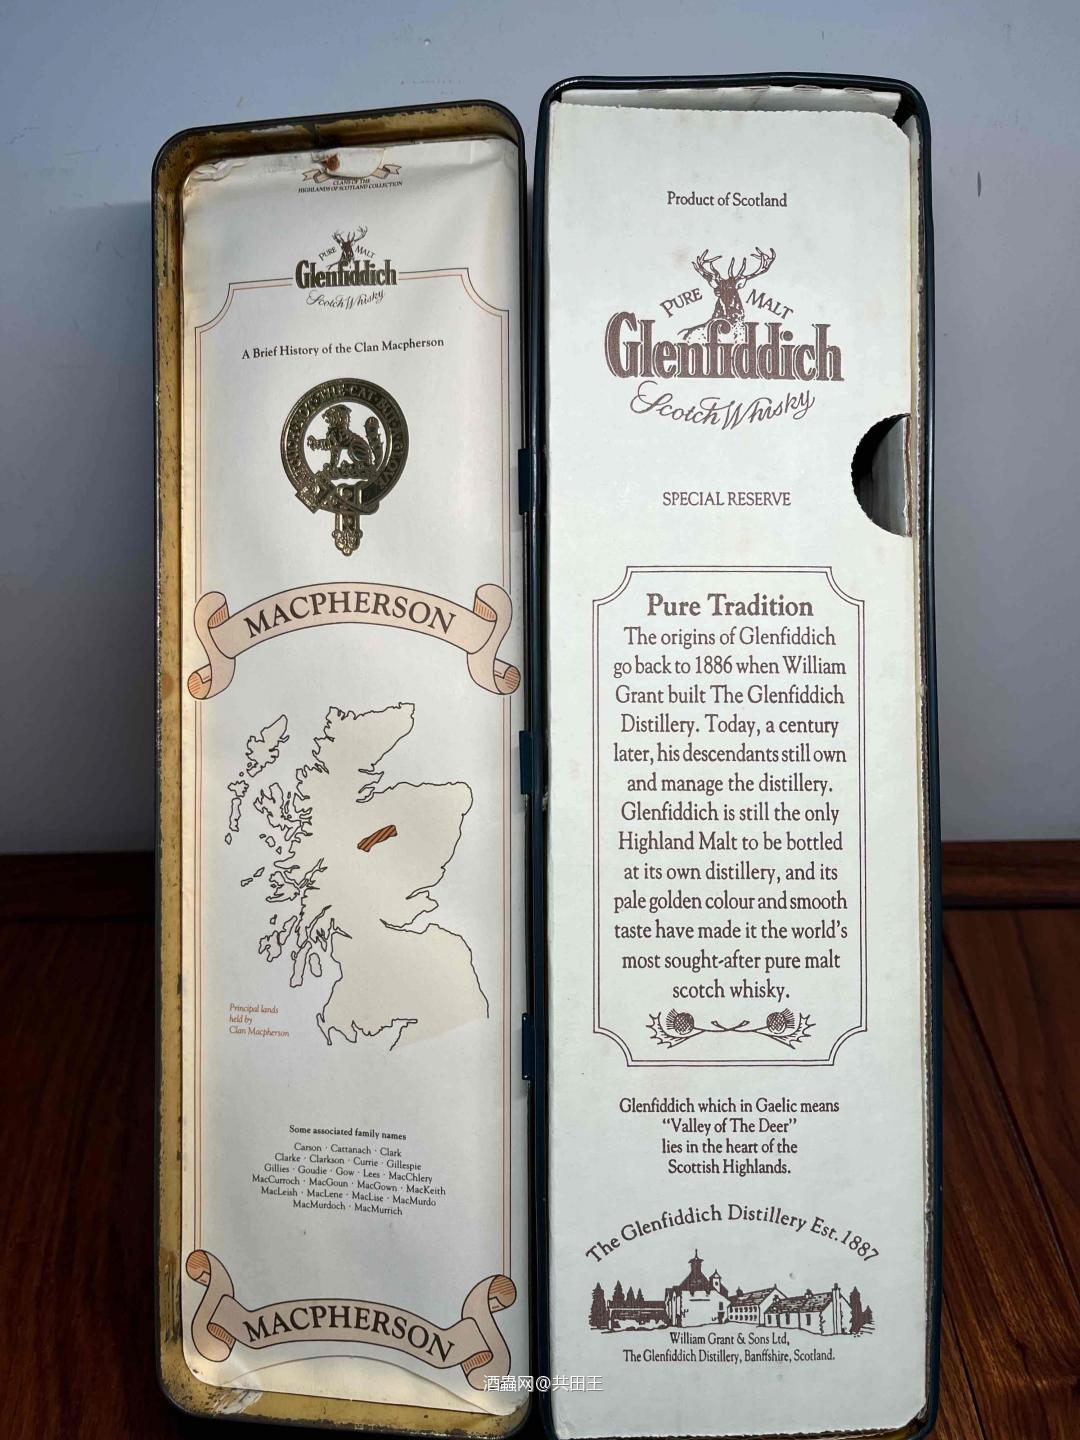 CLANS OF THE
HIGHLANDS OF SCOTLAND COLLECTION
PURE MALT
Glenfiddich
Scotch Whisky
A Brief History of the Clan Macpherson
MACPHERSON
Principal lands
held by
Clan Macpherson
Some associated family names
Carson · Cattanach · Clark
Clarke · Clarkson · Currie · Gillespie
Gillies · Goudie · Gow · Lees · MacChlery
MacCurroch · MacGoun · MacGown · MacKeith
MacLeish · MacLene · MacLise · MacMurdo
MacMurdoch · MacMurrich
MACPHERSON
Product of Scotland
PURE MALT
Glenfiddich
Scotch Whisky
SPECIAL RESERVE
Pure Tradition
The origins of Glenfiddich
go back to 1886 when William
Grant built The Glenfiddich
Distillery. Today, a century
later, his descendants still own
and manage the distillery.
Glenfiddich is still the only
Highland Malt to be bottled
at its own distillery, and its
pale golden colour and smooth
taste have made it the world's
most sought-after pure malt
scotch whisky.
Glenfiddich which in Gaelic means
"Valley of The Deer"
lies in the heart of the
Scottish Highlands.
The Glenfiddich Distillery Est. 1887
William Grant & Sons Ltd,
The Glenfiddich Distillery, Banffshire, Scotland.
酒蟲网@共田王